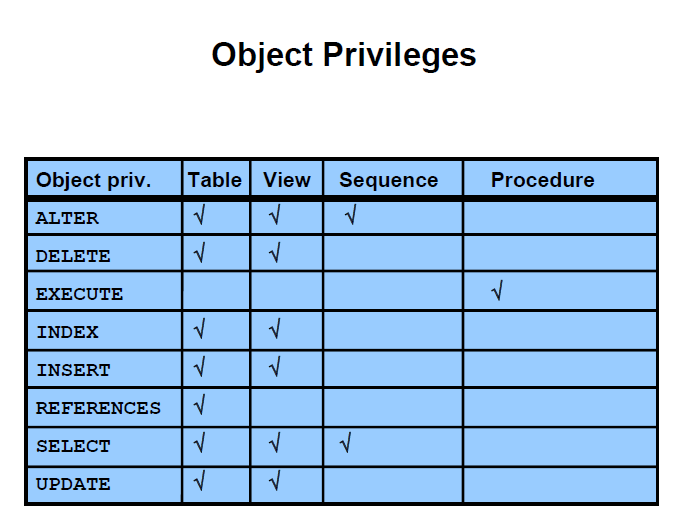 Object Privileges
Object priv. Table View Sequence Procedure
ALTER √ √ √
DELETE √ √
EXECUTE √
INDEX √ √
INSERT √ √
REFERENCES √
SELECT √ √ √
UPDATE √ √